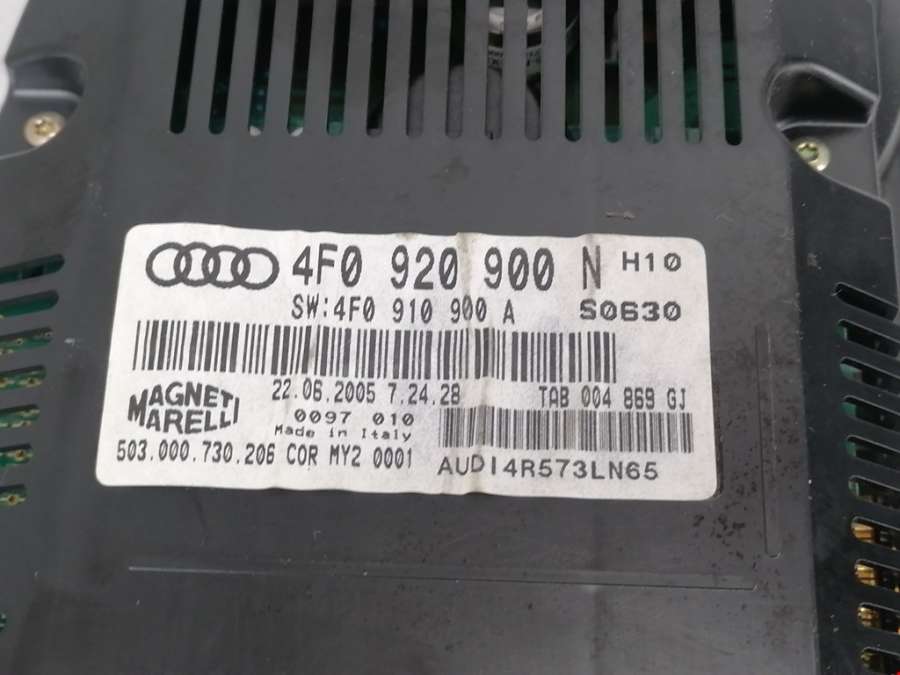 4F0 920 900 N H10
SW:4F0 910 900 A S0630
22.06.2005 7.24.28 TAB 004 869 GJ
MAGNETI
MARELLI
0097 010
Made in Italy
503.000.730.206 COR MY2 0001
AUDI4R573LN65